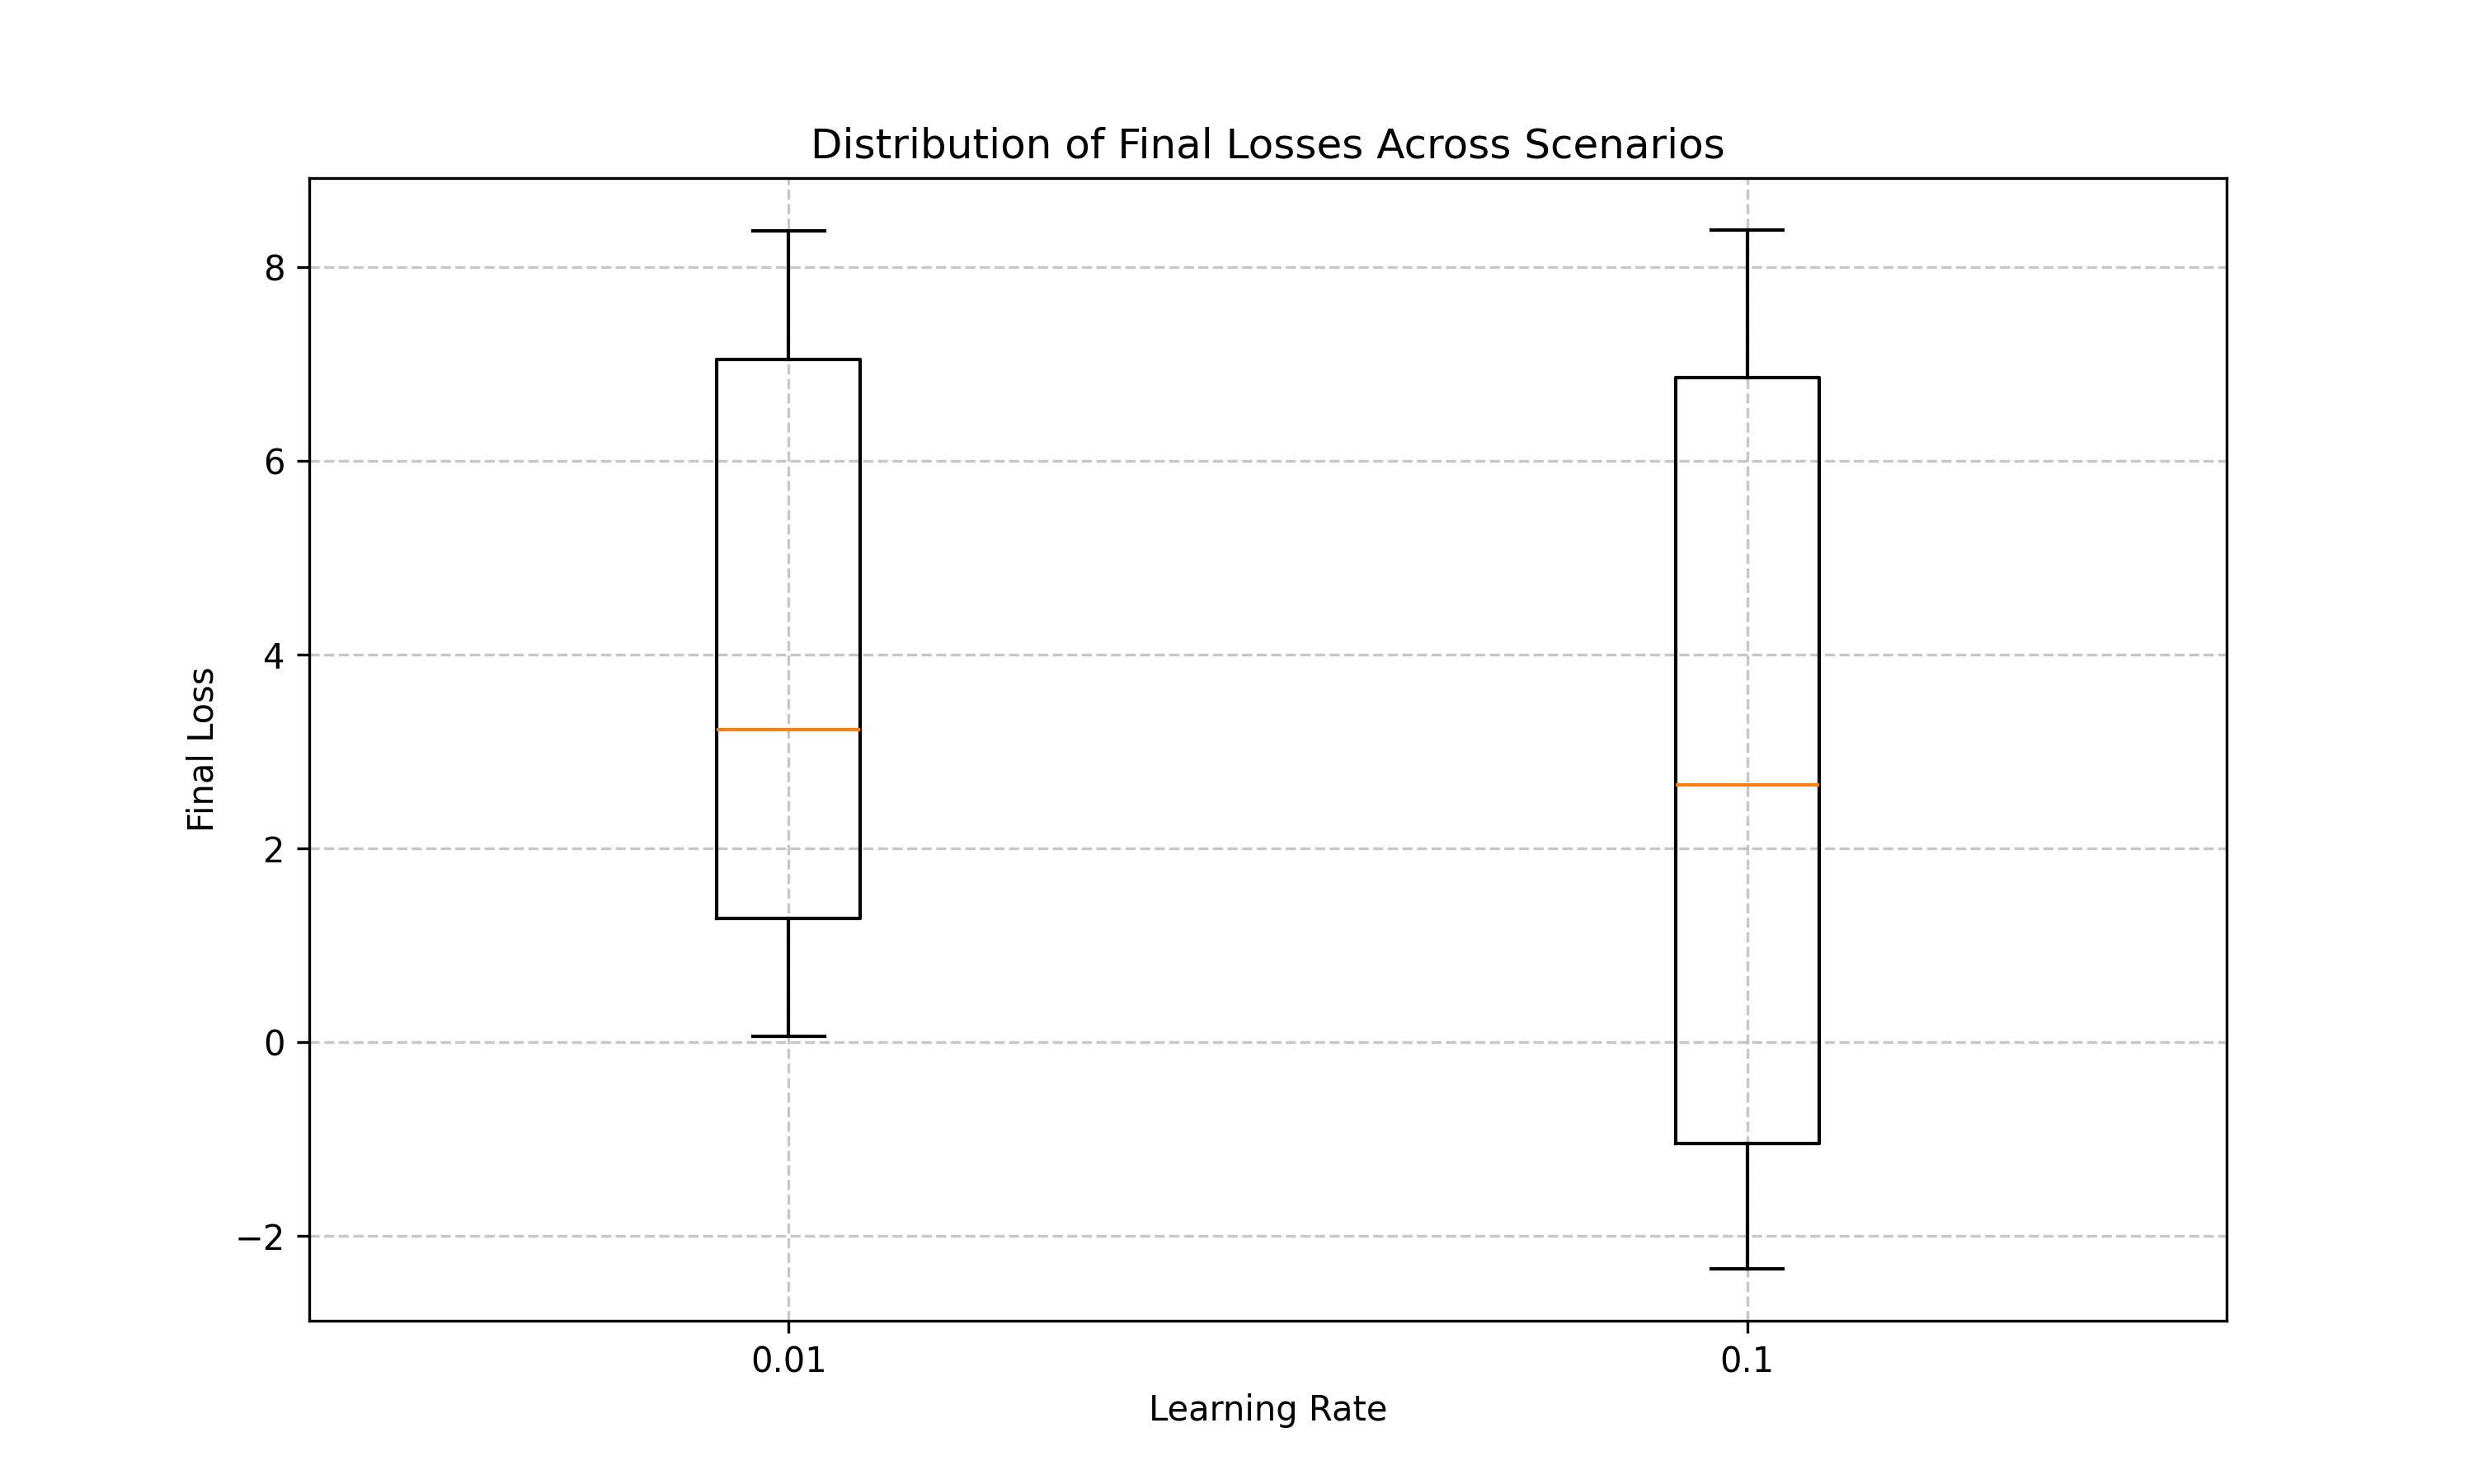 Distribution of Final Losses Across Scenarios
8
6
4
2
0
−2
Final Loss
0.01
0.1
Learning Rate